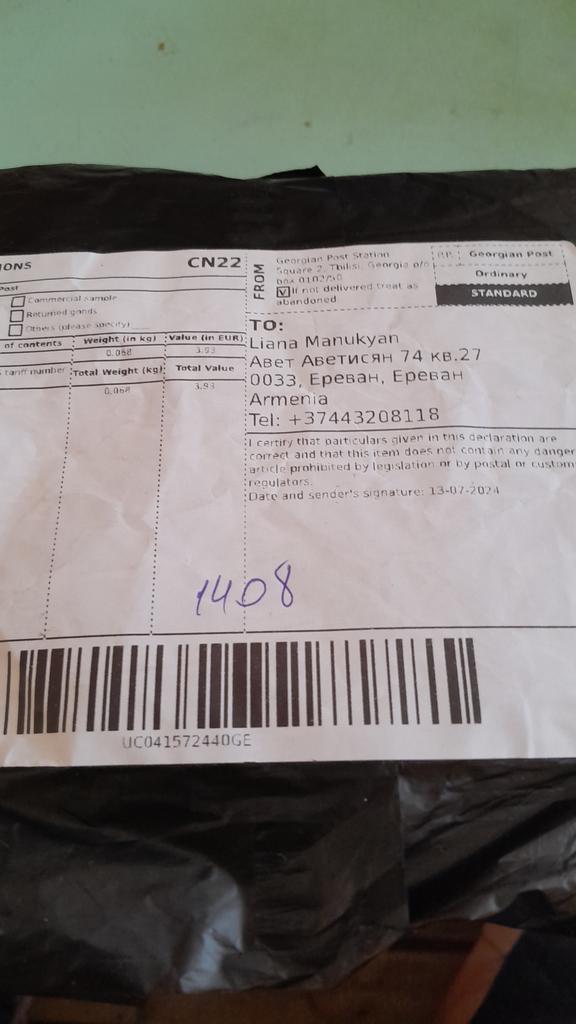 IONS
CN22
Post
Commercial sample
Returned goods
Others (please specify)____
of contents
Weight (in kg)
Value (in EUR)
0.068
3.93
tariff number
Total Weight (kg)
Total Value
0.068
3.93
FROM
Georgian Post Station
Square 2, Tbilisi, Georgia p/o
box
If not delivered treat as
abandoned
P.P.
Georgian Post
Ordinary
STANDARD
TO:
Liana Manukyan
Авет Аветисян 74 кв.27
0033, Ереван, Ереван
Armenia
Tel: +37443208118
I certify that particulars given in this declaration are
correct and that this item does not contain any danger
article prohibited by legislation or by postal or custom
regulators.
Date and sender's signature: 13-07-2024
1408
UC041572440GE